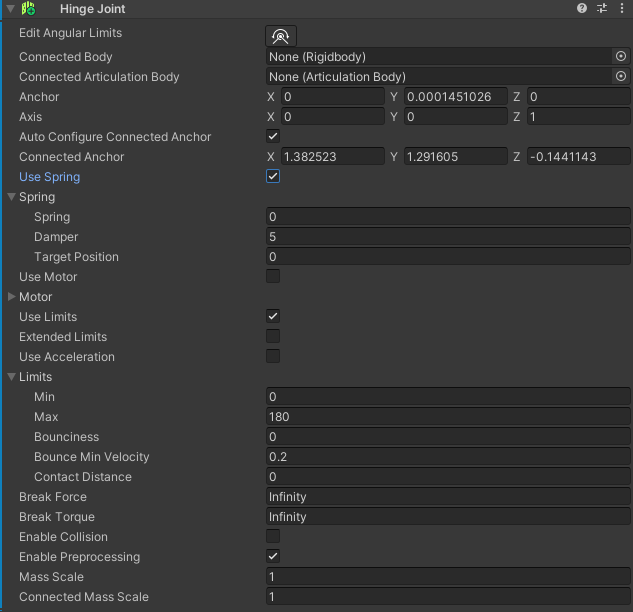 Hinge Joint
Edit Angular Limits
Connected Body None (Rigidbody)
Connected Articulation Body None (Articulation Body)
Anchor X 0 Y 0.0001451026 Z 0
Axis X 0 Y 0 Z 1
Auto Configure Connected Anchor
Connected Anchor X 1.382523 Y 1.291605 Z -0.1441143
Use Spring
Spring
Spring 0
Damper 5
Target Position 0
Use Motor
Motor
Use Limits
Extended Limits
Use Acceleration
Limits
Min 0
Max 180
Bounciness 0
Bounce Min Velocity 0.2
Contact Distance 0
Break Force Infinity
Break Torque Infinity
Enable Collision
Enable Preprocessing
Mass Scale 1
Connected Mass Scale 1